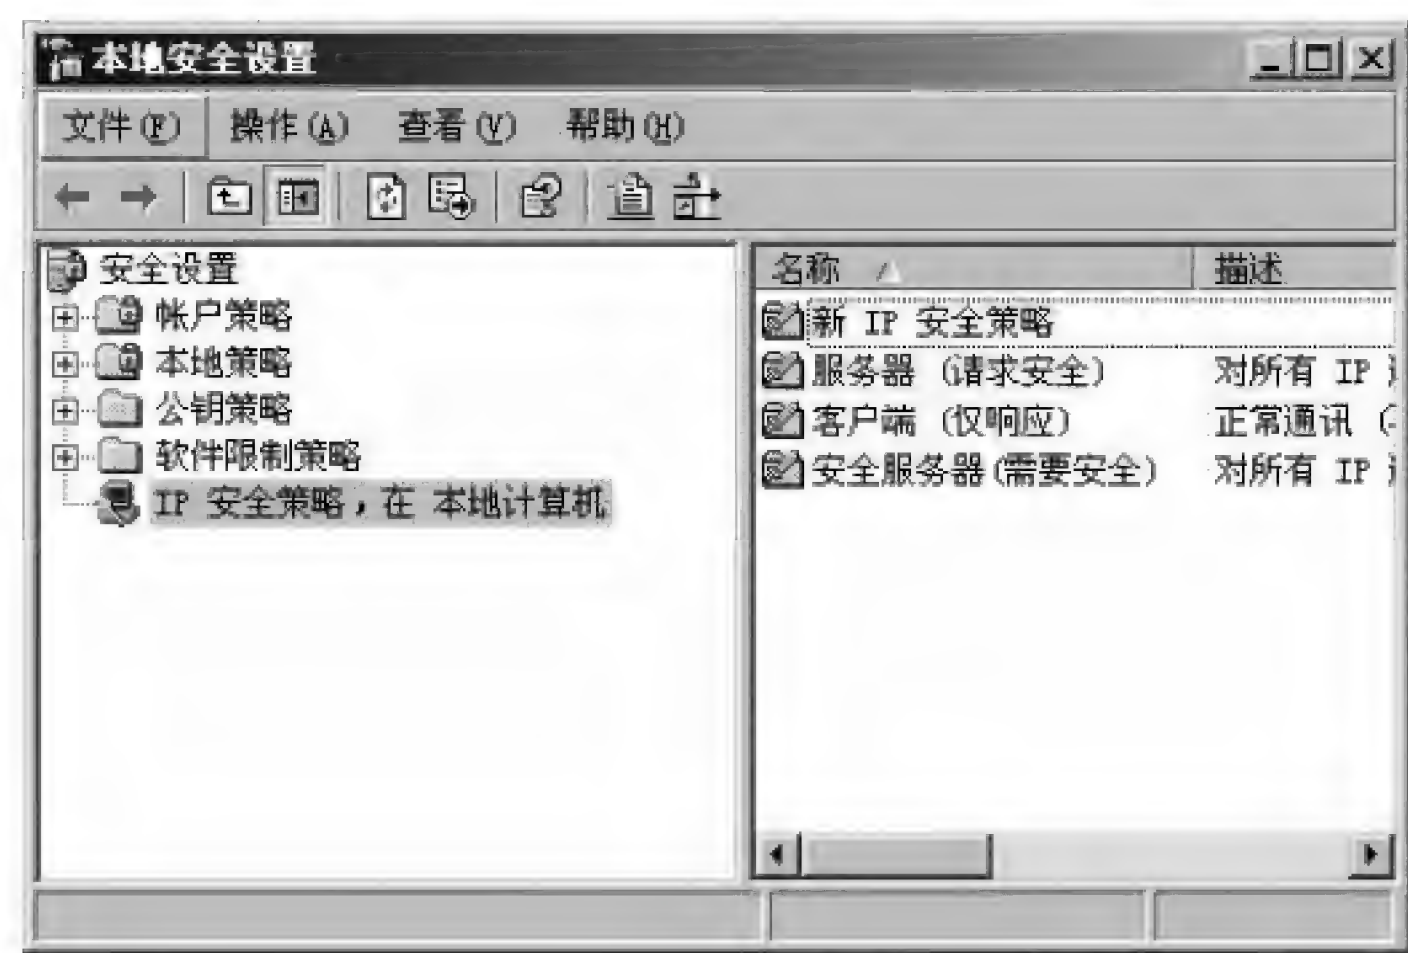 本地安全设置
文件(F) 操作(A) 查看(V) 帮助(H)
安全设置
帐户策略
本地策略
公钥策略
软件限制策略
IP 安全策略，在 本地计算机
名称 描述
新 IP 安全策略
服务器 (请求安全) 对所有 IP
客户端 (仅响应) 正常通讯 (
安全服务器(需要安全) 对所有 IP